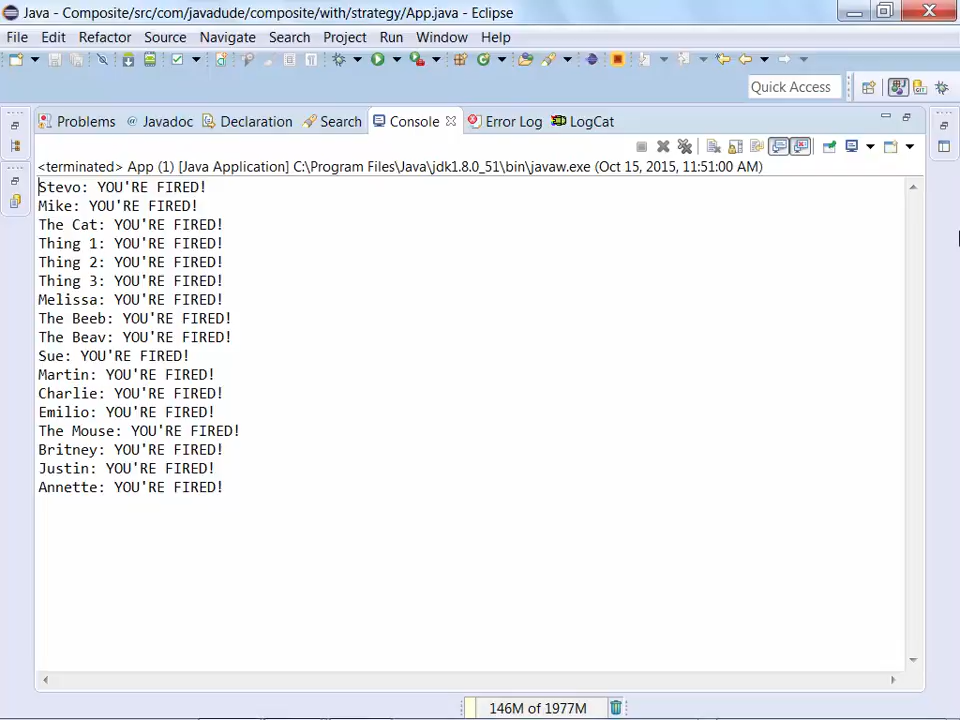 Java - Composite/src/com/javadude/composite/with/strategy/App.java - Eclipse
File Edit Refactor Source Navigate Search Project Run Window Help
Quick Access
Problems Javadoc Declaration Search Console Error Log LogCat
<terminated> App (1) [Java Application] C:\Program Files\Java\jdk1.8.0_51\bin\javaw.exe (Oct 15, 2015, 11:51:00 AM)
Stevo: YOU'RE FIRED!
Mike: YOU'RE FIRED!
The Cat: YOU'RE FIRED!
Thing 1: YOU'RE FIRED!
Thing 2: YOU'RE FIRED!
Thing 3: YOU'RE FIRED!
Melissa: YOU'RE FIRED!
The Beeb: YOU'RE FIRED!
The Beav: YOU'RE FIRED!
Sue: YOU'RE FIRED!
Martin: YOU'RE FIRED!
Charlie: YOU'RE FIRED!
Emilio: YOU'RE FIRED!
The Mouse: YOU'RE FIRED!
Britney: YOU'RE FIRED!
Justin: YOU'RE FIRED!
Annette: YOU'RE FIRED!
146M of 1977M